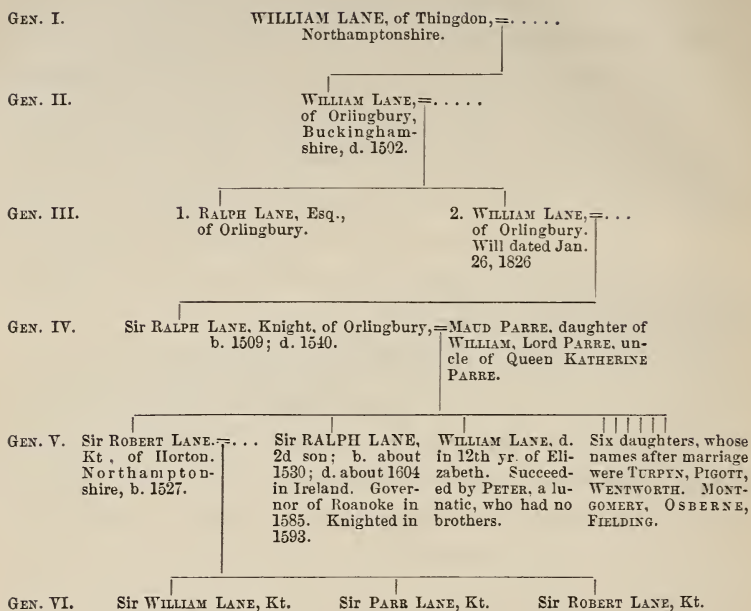 GEN. I. WILLIAM LANE, of Thingdon,=. . . . .
Northamptonshire.
GEN. II. WILLIAM LANE,=. . . . .
of Orlingbury,
Buckingham-
shire, d. 1502.
GEN. III. 1. RALPH LANE, Esq., 2. WILLIAM LANE,=. . .
of Orlingbury. of Orlingbury.
Will dated Jan.
26, 1826
GEN. IV. Sir RALPH LANE, Knight, of Orlingbury,=MAUD PARRE, daughter of
b. 1509; d. 1540. WILLIAM, Lord PARRE, un-
cle of Queen KATHERINE
PARRE.
GEN. V. Sir ROBERT LANE.=. . .
Kt , of Horton.
Northampton-
shire, b. 1527.
Sir RALPH LANE,
2d son; b. about
1530; d. about 1604
in Ireland. Gover-
nor of Roanoke in
1585. Knighted in
1593.
WILLIAM LANE, d.
in 12th yr. of Eli-
zabeth. Succeed-
ed by PETER, a lu-
natic, who had no
brothers.
Six daughters, whose
names after marriage
were TURPYN, PIGOTT,
WENTWORTH. MONT-
GOMERY, OSBERNE,
FIELDING.
GEN. VI. Sir WILLIAM LANE, Kt. Sir PARR LANE, Kt. Sir ROBERT LANE, Kt.